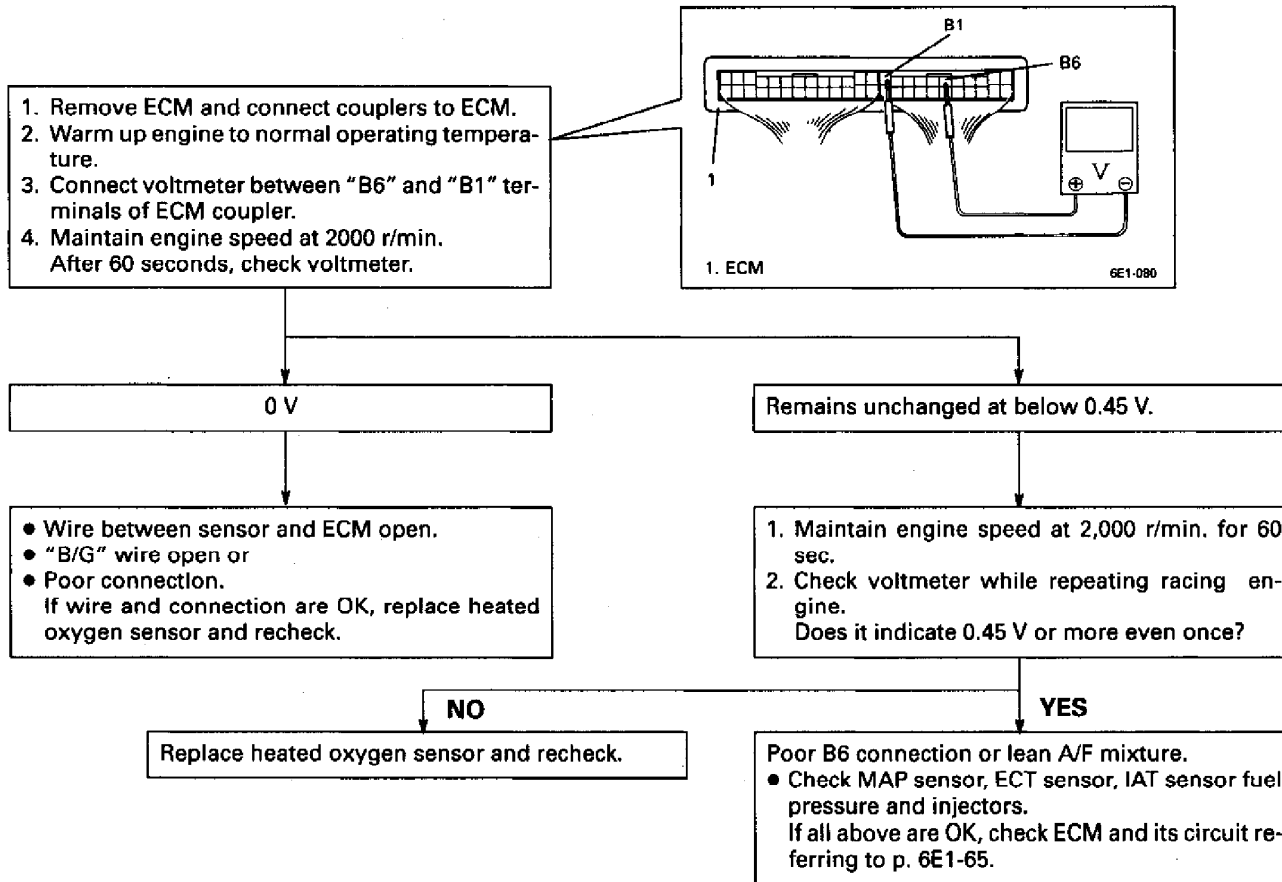 1. Remove ECM and connect couplers to ECM.
2. Warm up engine to normal operating tempera-
ture.
3. Connect voltmeter between "B6" and "B1" ter-
minals of ECM coupler.
4. Maintain engine speed at 2000 r/min.
After 60 seconds, check voltmeter.
B1
B6
V
⊕ ⊖
1
1. ECM
6E1-080
0 V
Remains unchanged at below 0.45 V.
● Wire between sensor and ECM open.
● "B/G" wire open or
● Poor connection.
If wire and connection are OK, replace heated
oxygen sensor and recheck.
1. Maintain engine speed at 2,000 r/min. for 60
sec.
2. Check voltmeter while repeating racing en-
gine.
Does it indicate 0.45 V or more even once?
NO
YES
Replace heated oxygen sensor and recheck.
Poor B6 connection or lean A/F mixture.
● Check MAP sensor, ECT sensor, IAT sensor fuel
pressure and injectors.
If all above are OK, check ECM and its circuit re-
ferring to p. 6E1-65.